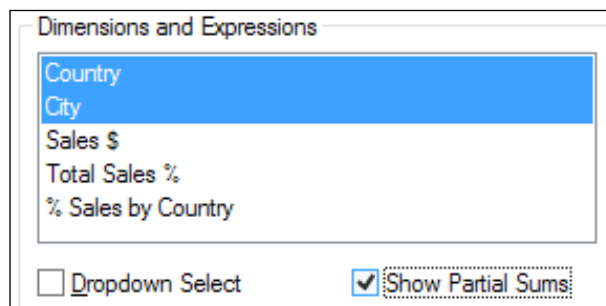 Dimensions and Expressions
Country
City
Sales $
Total Sales %
% Sales by Country
Dropdown Select Show Partial Sums